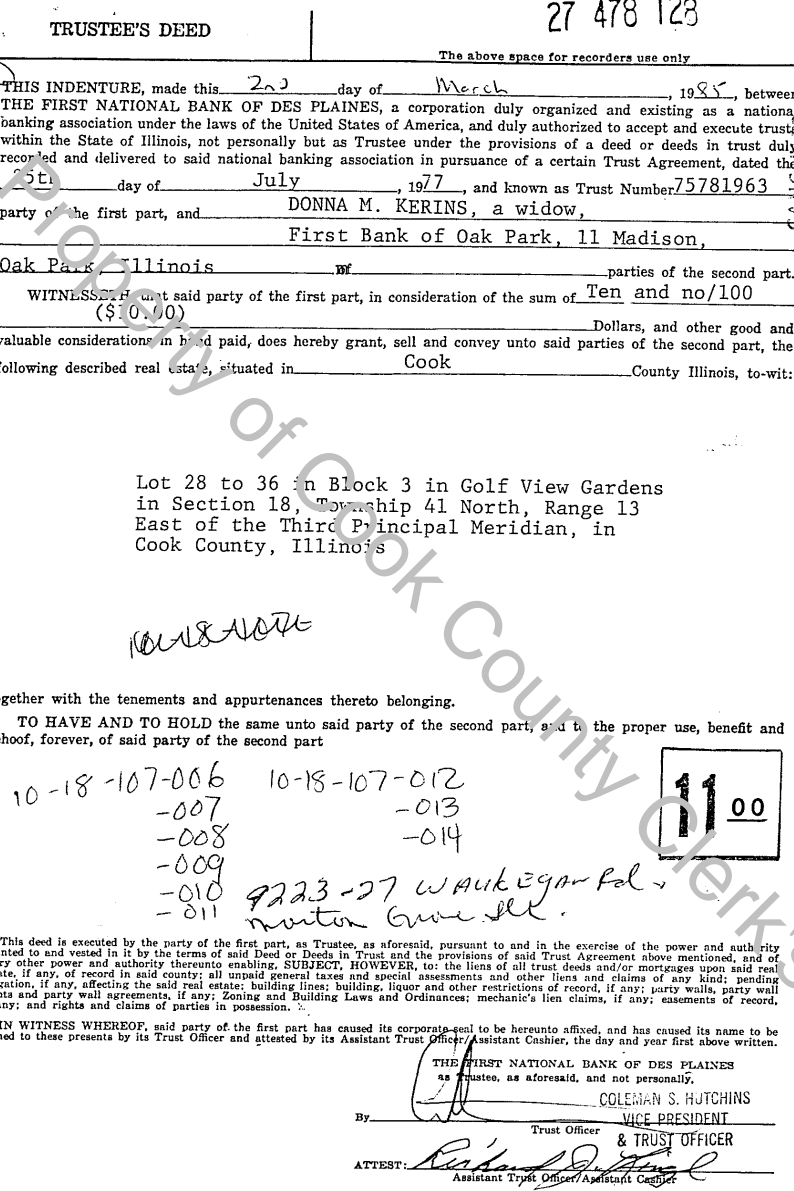 27 478 128
TRUSTEE'S DEED
The above space for recorders use only
THIS INDENTURE, made this 2nd day of March, 1985, between
THE FIRST NATIONAL BANK OF DES PLAINES, a corporation duly organized and existing as a nationa
banking association under the laws of the United States of America, and duly authorized to accept and execute trust
within the State of Illinois, not personally but as Trustee under the provisions of a deed or deeds in trust duly
recorded and delivered to said national banking association in pursuance of a certain Trust Agreement, dated the
day of July, 1977, and known as Trust Number 75781963
party of the first part, and DONNA M. KERINS, a widow,
First Bank of Oak Park, 11 Madison,
Oak Park, Illinois parties of the second part.
WITNESSETH, that said party of the first part, in consideration of the sum of Ten and no/100
($10.00)
Dollars, and other good and
valuable considerations in hand paid, does hereby grant, sell and convey unto said parties of the second part, the
following described real estate, situated in Cook County Illinois, to-wit:
Lot 28 to 36 in Block 3 in Golf View Gardens
in Section 18, Township 41 North, Range 13
East of the Third Principal Meridian, in
Cook County, Illinois
gether with the tenements and appurtenances thereto belonging.
TO HAVE AND TO HOLD the same unto said party of the second part, and to the proper use, benefit and
hoof, forever, of said party of the second part
10-18-107-006 10-18-107-012
-007 -013
-008 -014
-009
-010
-011
9223-27 Waukegan Rd.
Morton Grove Ill.
11 00
This deed is executed by the party of the first part, as Trustee, as aforesaid, pursuant to and in the exercise of the power and authority
nted to and vested in it by the terms of said Deed or Deeds in Trust and the provisions of said Trust Agreement above mentioned, and of
ry other power and authority thereunto enabling, SUBJECT, HOWEVER, to: the liens of all trust deeds and/or mortgages upon said real
ate, if any, of record in said county; all unpaid general taxes and special assessments and other liens and claims of any kind; pending
gation, if any, affecting the said real estate; building lines; building, liquor and other restrictions of record, if any; party walls, party wall
hts and party wall agreements, if any; Zoning and Building Laws and Ordinances; mechanic's lien claims, if any; easements of record,
any; and rights and claims of parties in possession.
IN WITNESS WHEREOF, said party of the first part has caused its corporate seal to be hereunto affixed, and has caused its name to be
ned to these presents by its Trust Officer and attested by its Assistant Trust Officer/Assistant Cashier, the day and year first above written.
THE FIRST NATIONAL BANK OF DES PLAINES
as Trustee, as aforesaid, and not personally,
COLEMAN S. HUTCHINS
By VICE PRESIDENT
Trust Officer & TRUST OFFICER
ATTEST:
Assistant Trust Officer/Assistant Cashier
Property of Cook County Clerk's